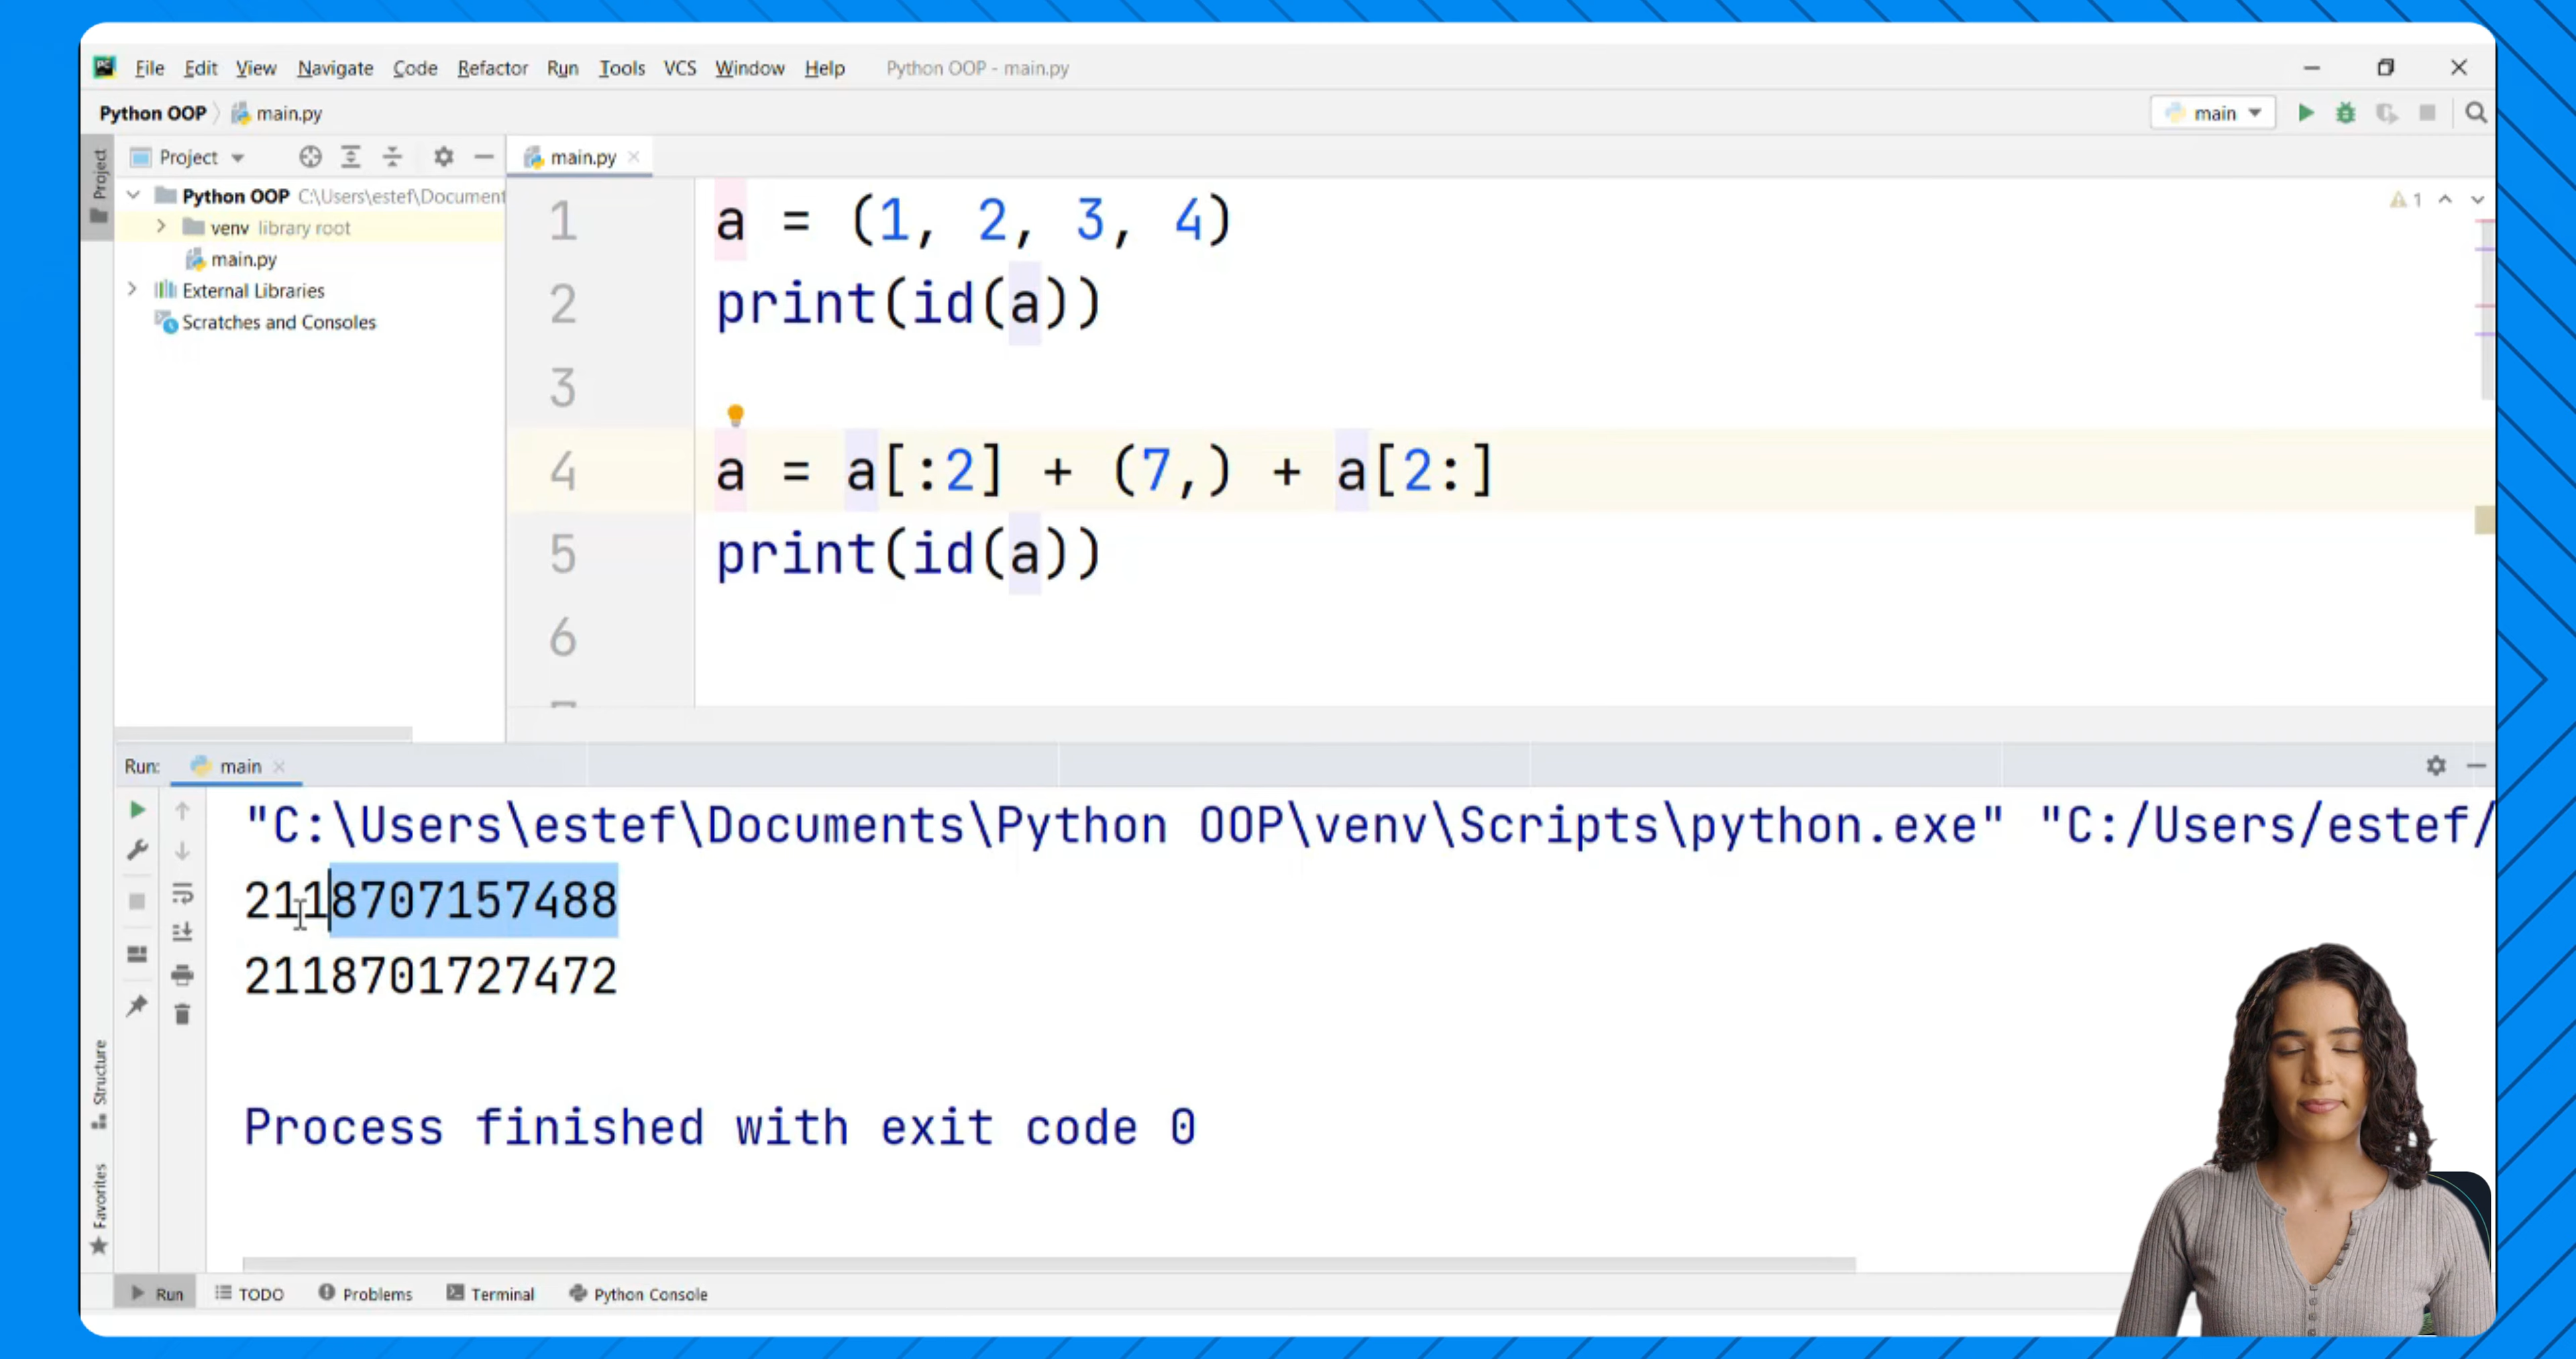 File Edit View Navigate Code Refactor Run Tools VCS Window Help Python OOP - main.py
Python OOP main.py main
Project Project main.py
Python OOP C:\Users\estef\Document
venv library root
main.py
External Libraries
Scratches and Consoles
1 a = (1, 2, 3, 4)
2 print(id(a))
3
4 a = a[:2] + (7,) + a[2:]
5 print(id(a))
6
1
Run: main
"C:\Users\estef\Documents\Python OOP\venv\Scripts\python.exe" "C:/Users/estef/
2118707157488
2118701727472
Process finished with exit code 0
Structure
Favorites
Run TODO Problems Terminal Python Console